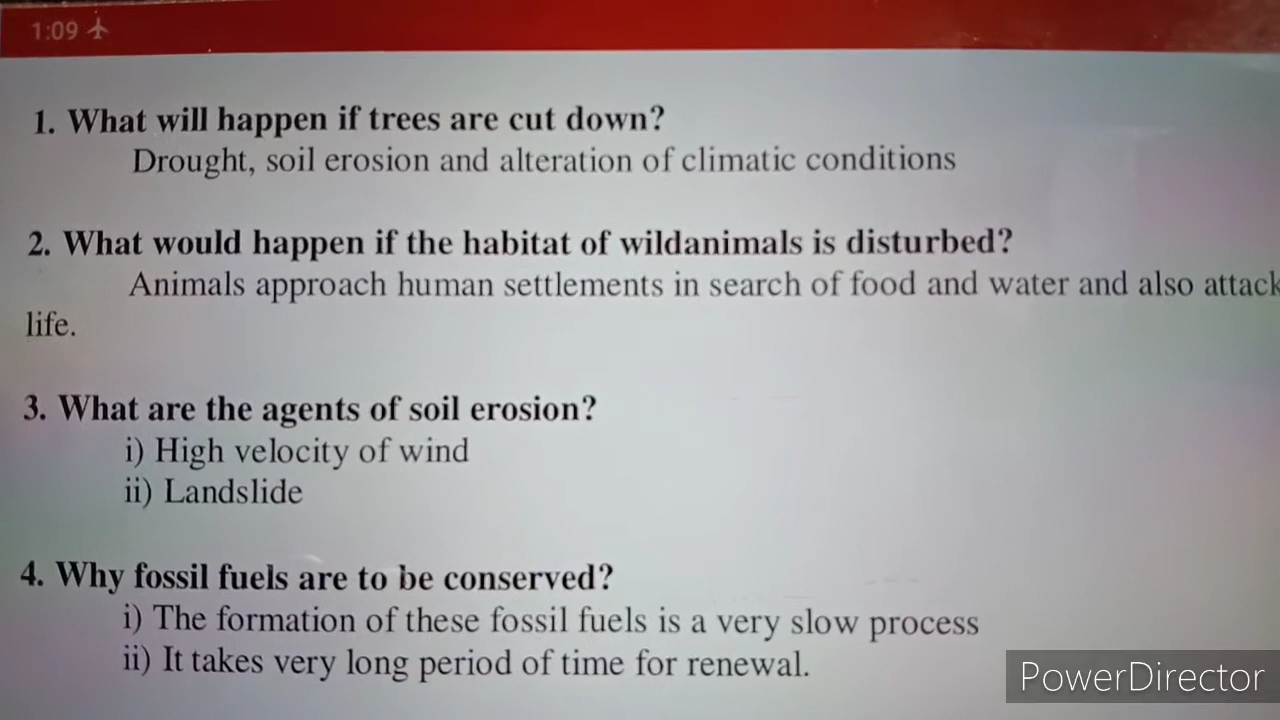 1:09
1. What will happen if trees are cut down?
Drought, soil erosion and alteration of climatic conditions
2. What would happen if the habitat of wildanimals is disturbed?
Animals approach human settlements in search of food and water and also attack
life.
3. What are the agents of soil erosion?
i) High velocity of wind
ii) Landslide
4. Why fossil fuels are to be conserved?
i) The formation of these fossil fuels is a very slow process
ii) It takes very long period of time for renewal.
PowerDirector